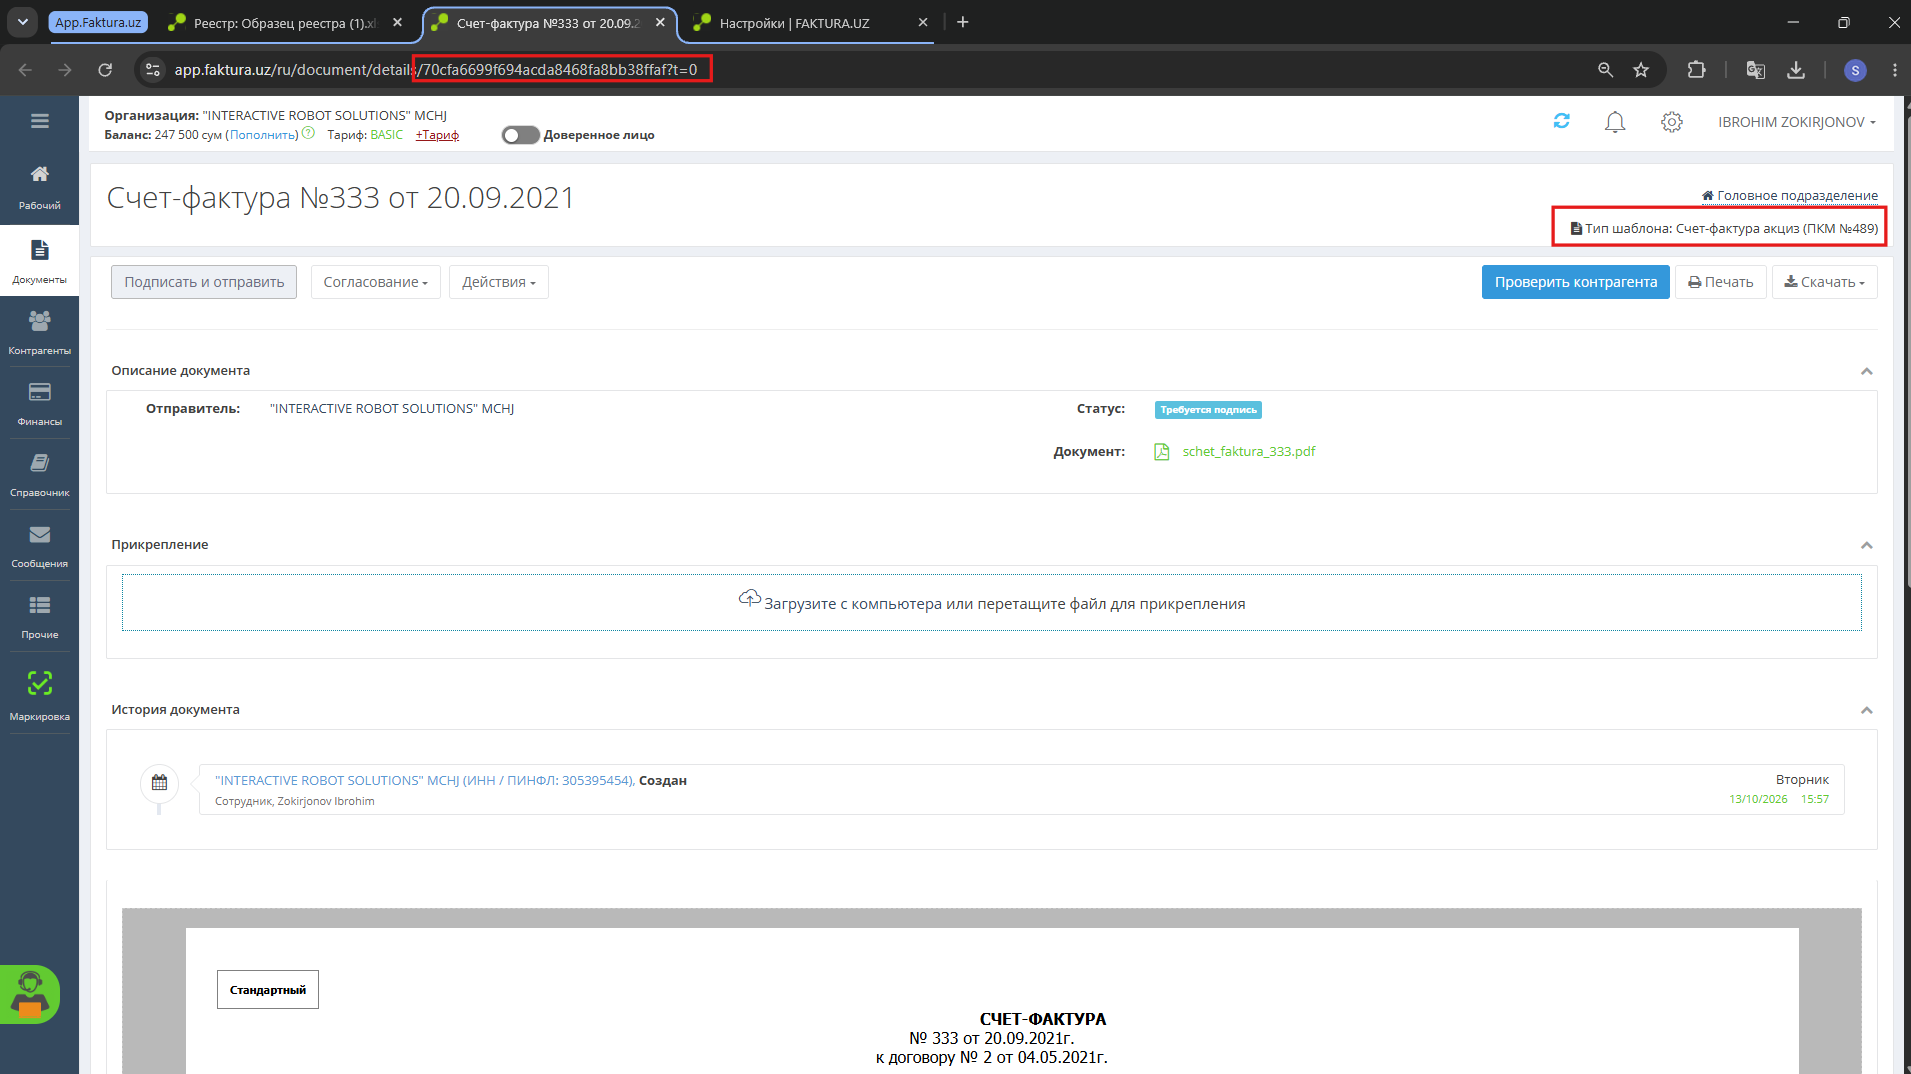 App.Faktura.uz
Реестр: Образец реестра (1).xl
Счет-фактура №333 от 20.09.2
Настройки | FAKTURA.UZ
app.faktura.uz/ru/document/details/70cfa6699f694acda8468fa8bb38ffaf?t=0
S
Организация: "INTERACTIVE ROBOT SOLUTIONS" MCHJ
Баланс: 247 500 сум (Пополнить) ? Тариф: BASIC +Тариф
Доверенное лицо
IBROHIM ZOKIRJONOV
Рабочий
Документы
Контрагенты
Финансы
Справочник
Сообщения
Прочие
Маркировка
Счет-фактура №333 от 20.09.2021
Головное подразделение
Тип шаблона: Счет-фактура акциз (ПКМ №489)
Подписать и отправить
Согласование
Действия
Проверить контрагента
Печать
Скачать
Описание документа
Отправитель: "INTERACTIVE ROBOT SOLUTIONS" MCHJ
Статус: Требуется подпись
Документ: schet_faktura_333.pdf
Прикрепление
Загрузите с компьютера или перетащите файл для прикрепления
История документа
"INTERACTIVE ROBOT SOLUTIONS" MCHJ (ИНН / ПИНФЛ: 305395454), Создан
Сотрудник, Zokirjonov Ibrohim
Вторник
13/10/2026 15:57
Стандартный
СЧЕТ-ФАКТУРА
№ 333 от 20.09.2021г.
к договору № 2 от 04.05.2021г.